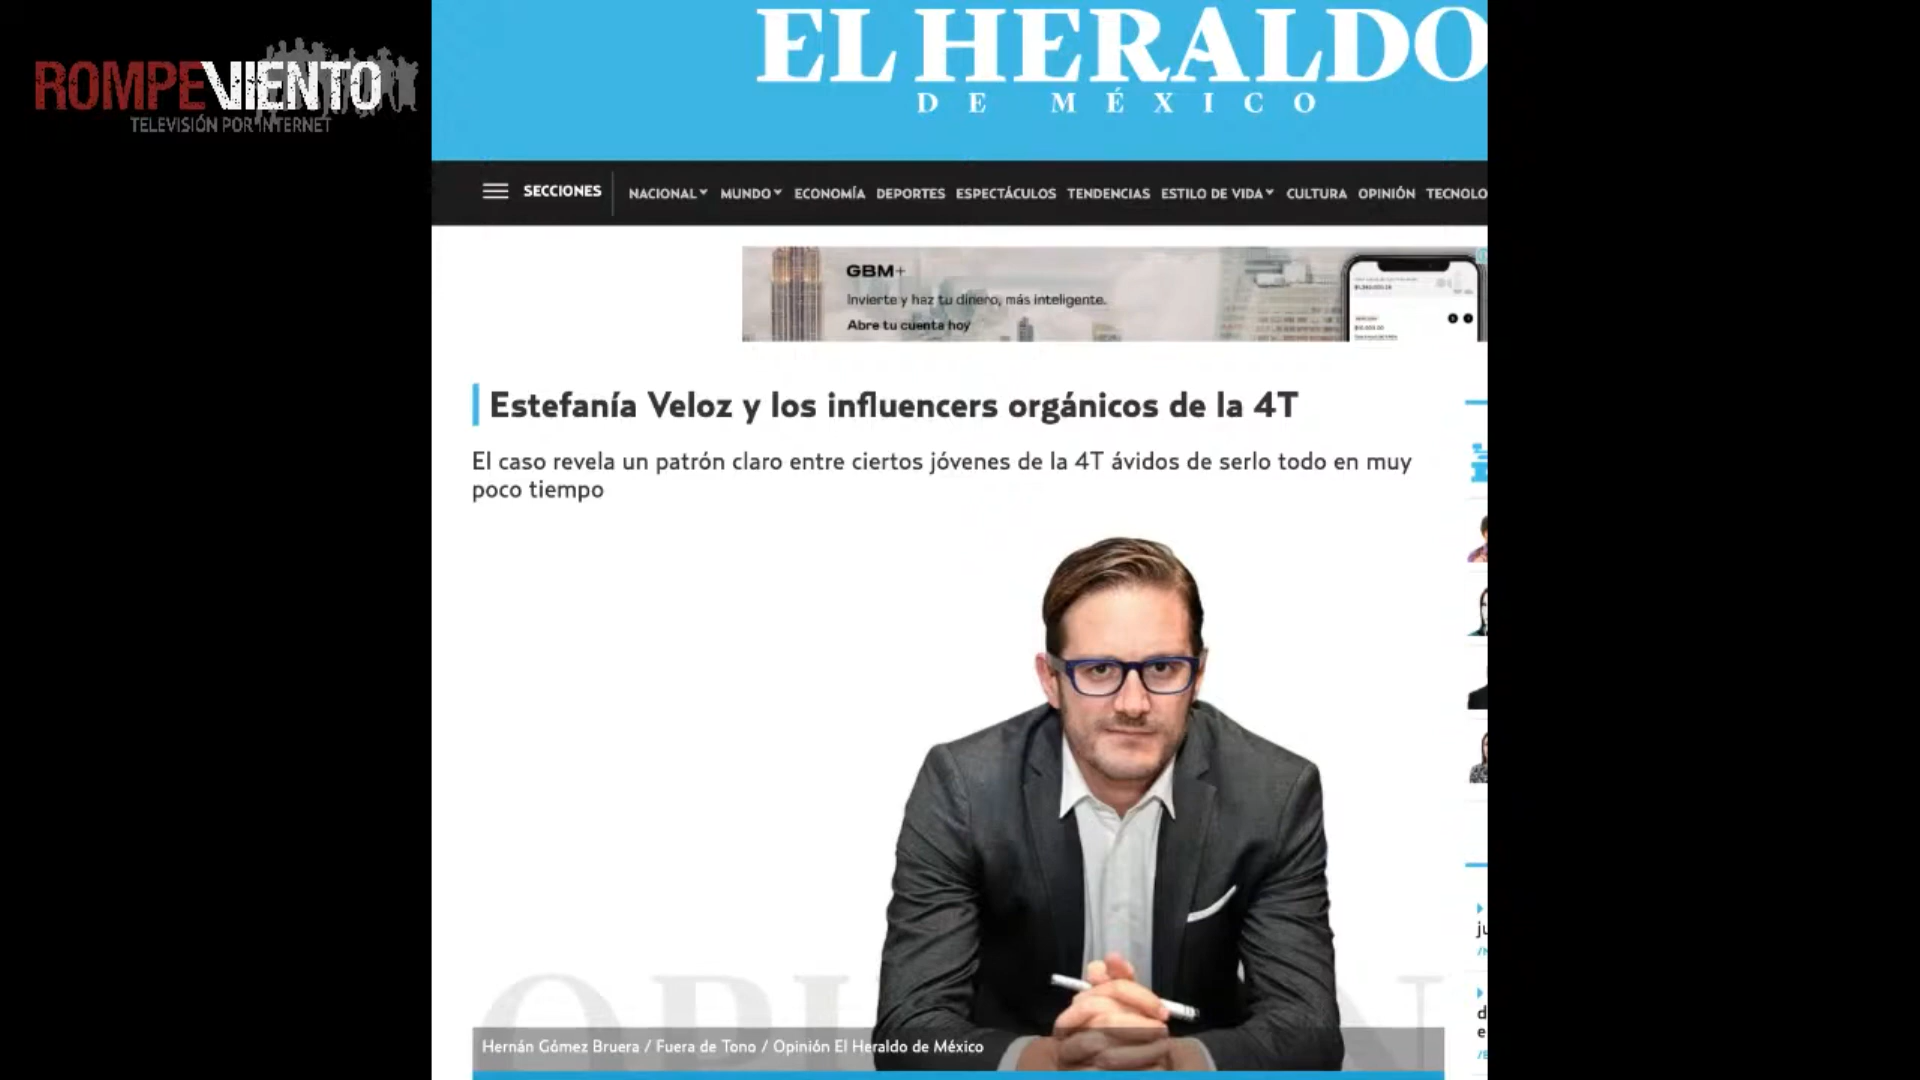 ROMPEVIENTO
TELEVISIÓN POR INTERNET
EL HERALDO
DE MÉXICO
SECCIONES
NACIONAL MUNDO ECONOMÍA DEPORTES ESPECTÁCULOS TENDENCIAS ESTILO DE VIDA CULTURA OPINIÓN TECNOLO
GBM+
Invierte y haz tu dinero, más inteligente.
Abre tu cuenta hoy
Estefanía Veloz y los influencers orgánicos de la 4T
El caso revela un patrón claro entre ciertos jóvenes de la 4T ávidos de serlo todo en muy
poco tiempo
Hernán Gómez Bruera / Fuera de Tono / Opinión El Heraldo de México